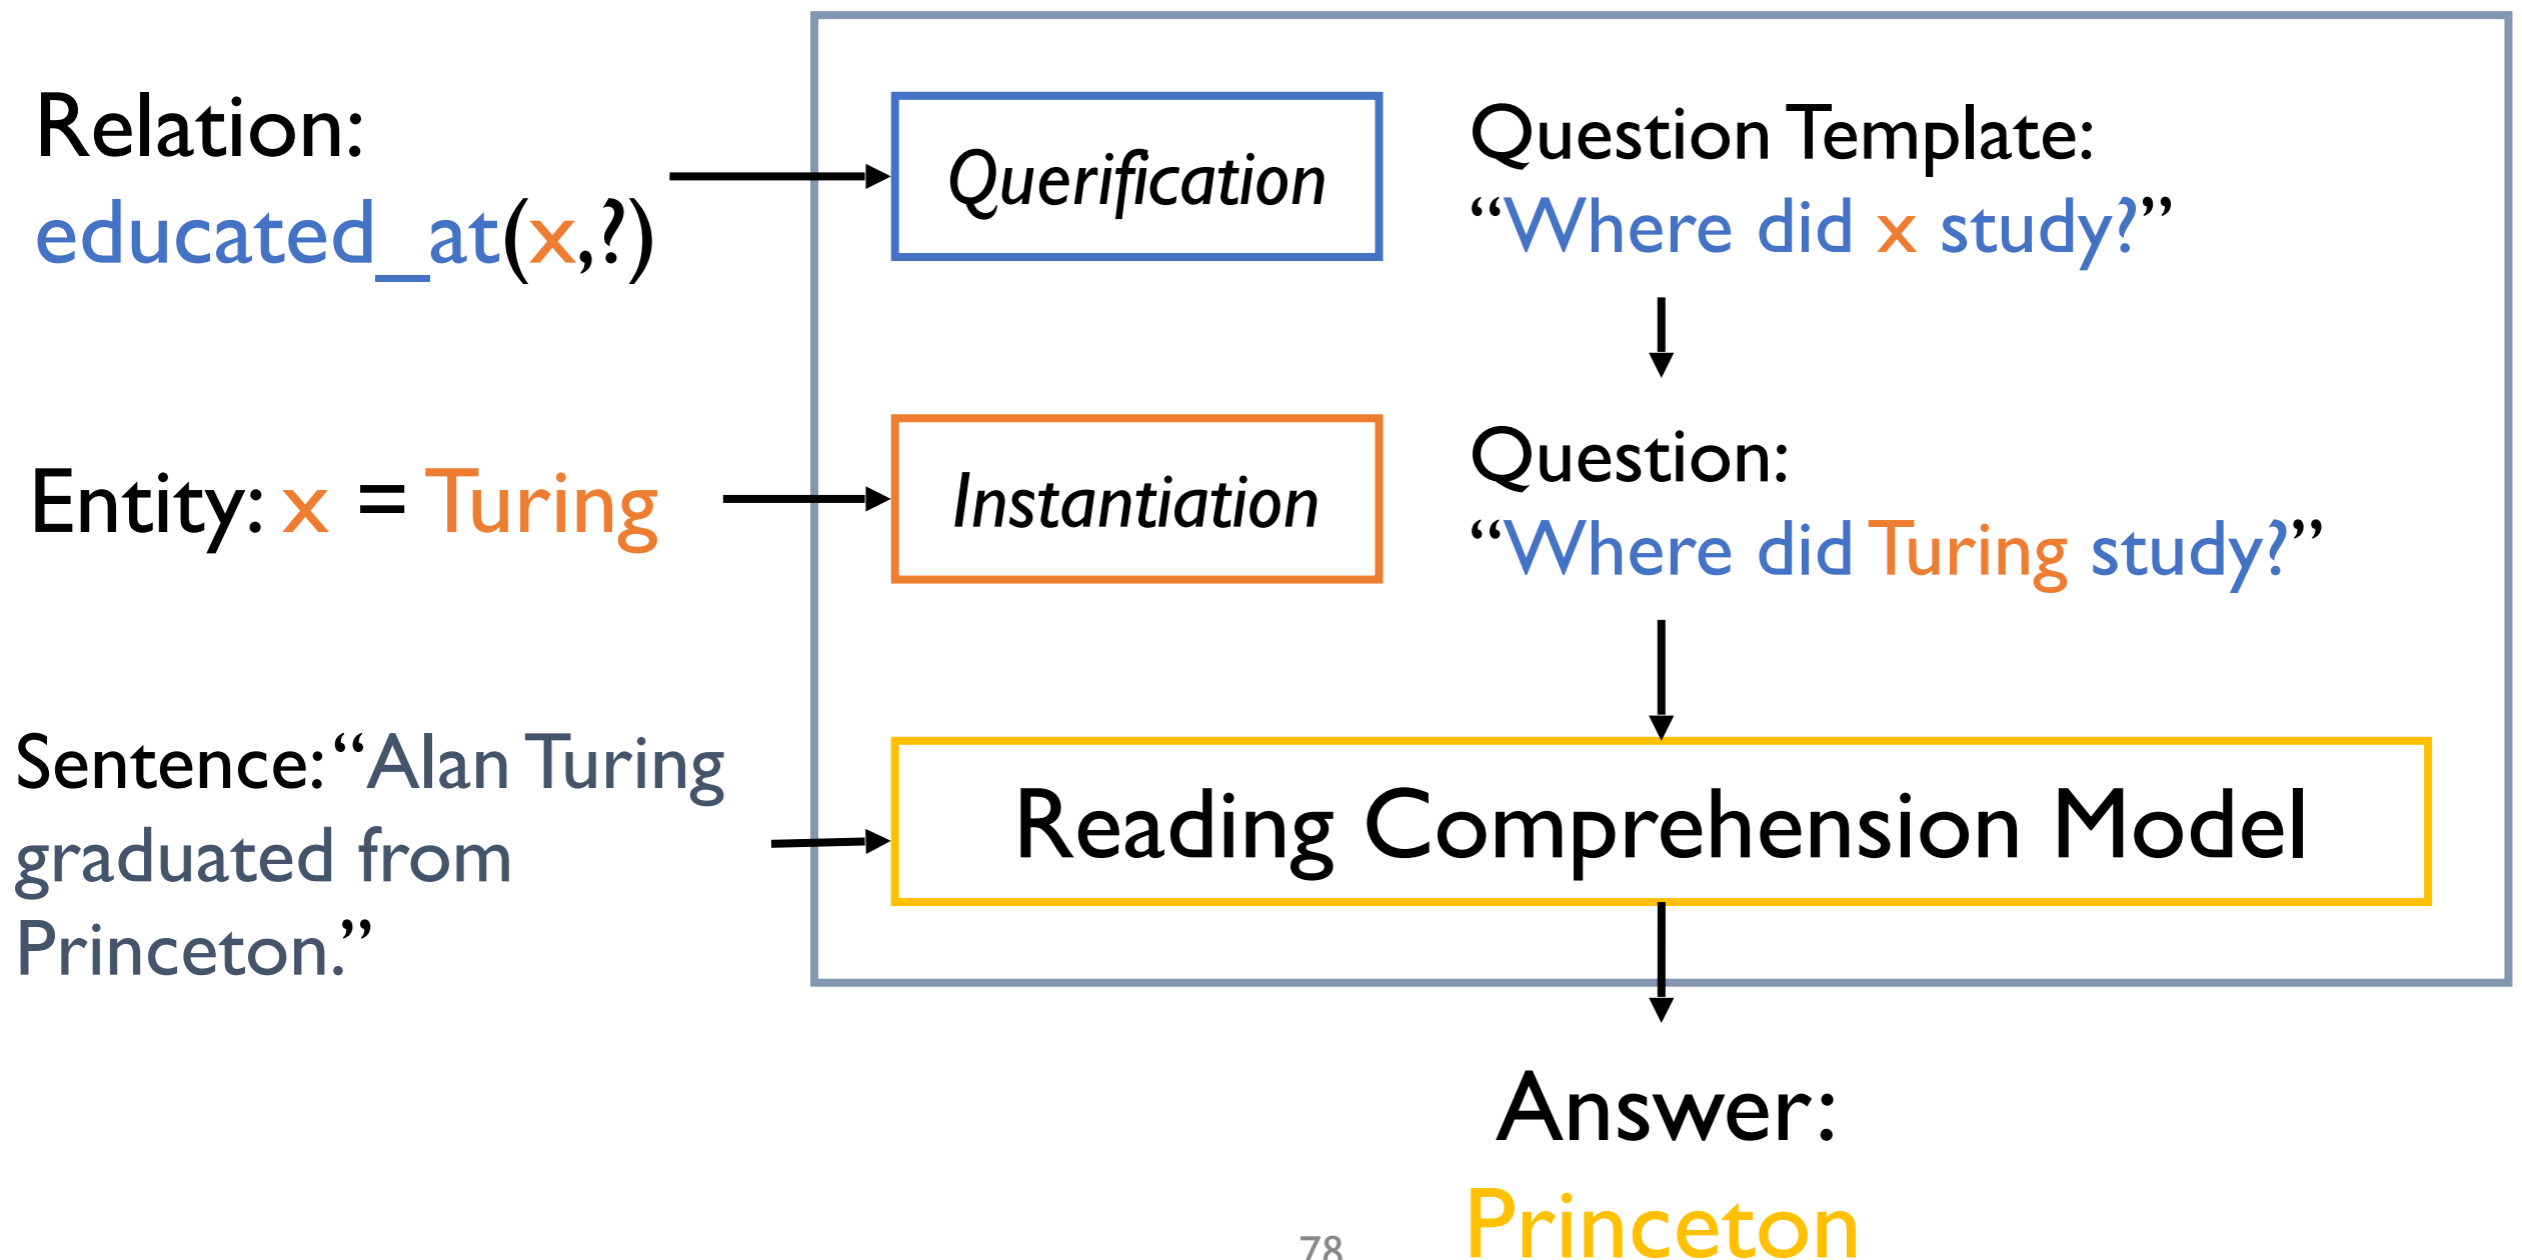 Relation:
educated_at(x,?)
Querification
Question Template:
“Where did x study?”
Entity: x = Turing
Instantiation
Question:
“Where did Turing study?”
Sentence: “Alan Turing
graduated from
Princeton.”
Reading Comprehension Model
Answer:
Princeton
78